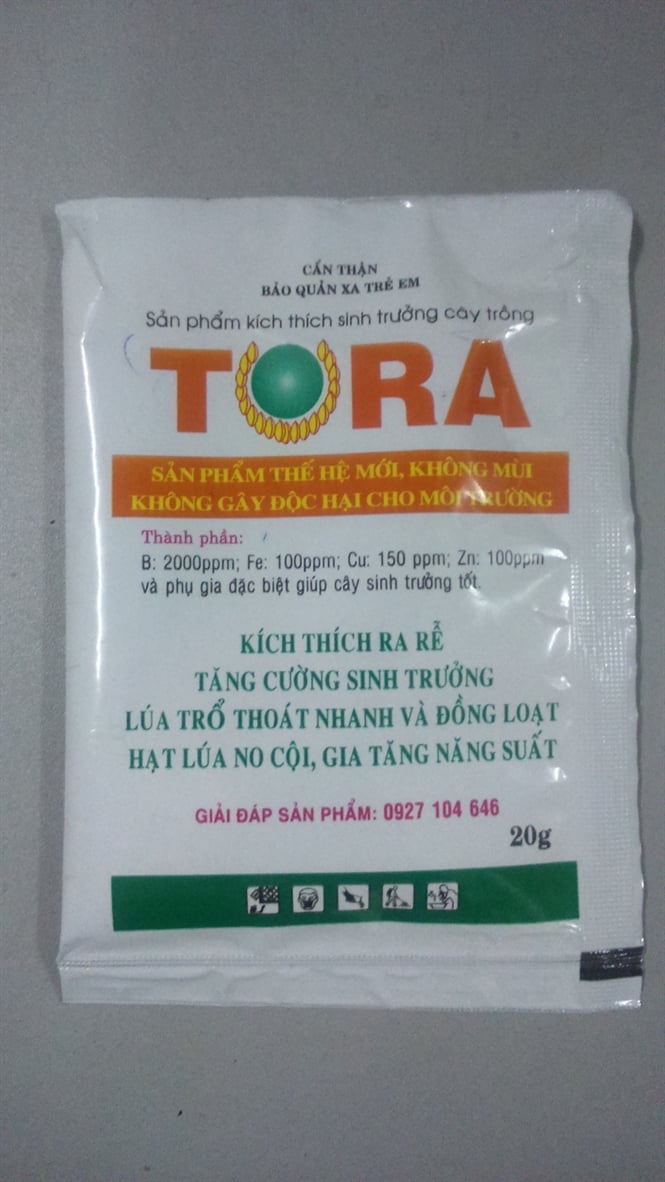 CẨN THẬN
BẢO QUẢN XA TRẺ EM
Sản phẩm kích thích sinh trưởng cây trồng
TORA
SẢN PHẨM THẾ HỆ MỚI, KHÔNG MÙI
KHÔNG GÂY ĐỘC HẠI CHO MÔI TRƯỜNG
Thành phần:
B: 2000ppm; Fe: 100ppm; Cu: 150 ppm; Zn: 100ppm
và phụ gia đặc biệt giúp cây sinh trưởng tốt.
KÍCH THÍCH RA RỄ
TĂNG CƯỜNG SINH TRƯỞNG
LÚA TRỔ THOÁT NHANH VÀ ĐỒNG LOẠT
HẠT LÚA NO CỘI, GIA TĂNG NĂNG SUẤT
GIẢI ĐÁP SẢN PHẨM: 0927 104 646
20g